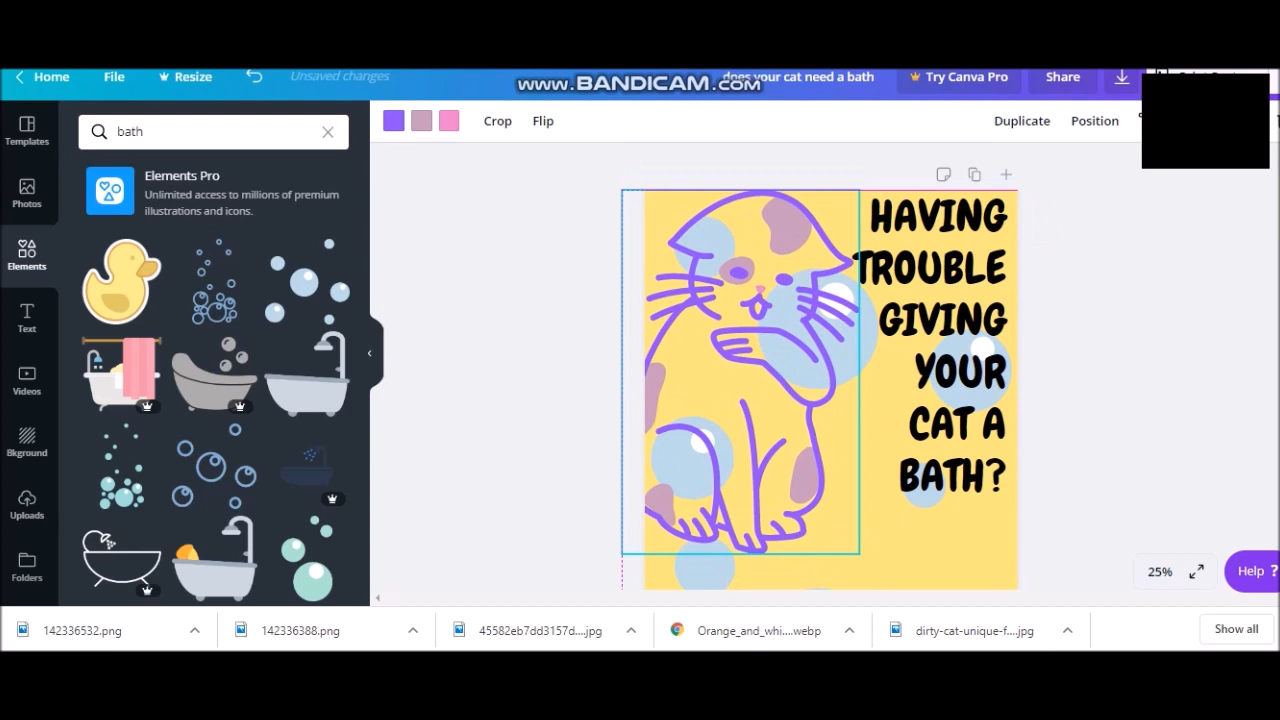 Home File Resize Unsaved changes www.BANDICAM.com does your cat need a bath Try Canva Pro Share
Templates
Photos
Elements
Text
Videos
Bkground
Uploads
Folders
bath
Elements Pro
Unlimited access to millions of premium
illustrations and icons.
Crop Flip Duplicate Position
HAVING
TROUBLE
GIVING
YOUR
CAT A
BATH?
25%
Help ?
142336532.png 142336388.png 45582eb7dd3157d....jpg Orange_and_whi....webp dirty-cat-unique-f....jpg Show all